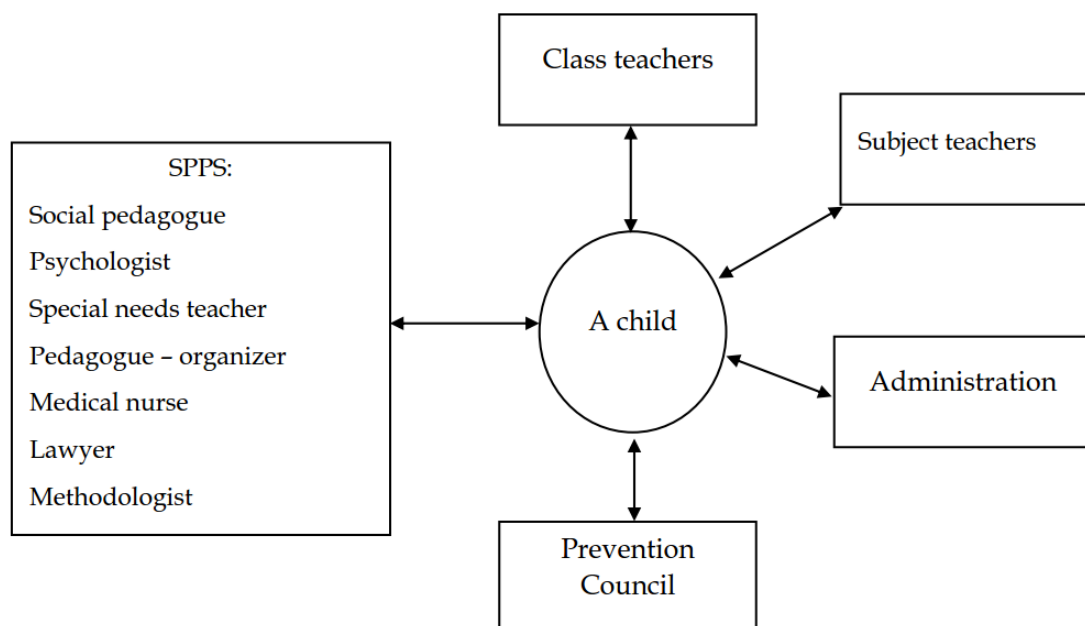 Class teachers
Subject teachers
SPPS:
Social pedagogue
Psychologist
Special needs teacher
Pedagogue – organizer
Medical nurse
Lawyer
Methodologist
A child
Administration
Prevention
Council